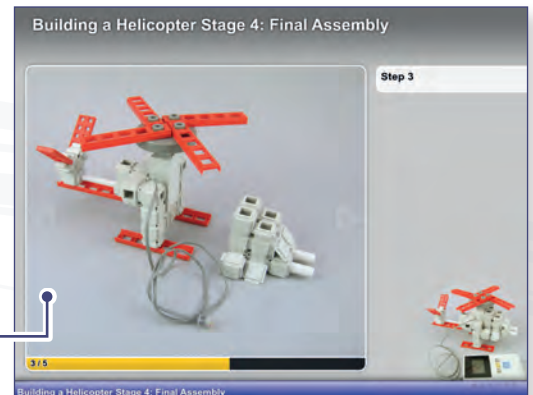 Building a Helicopter Stage 4: Final Assembly
Step 3
3 / 5
Building a Helicopter Stage 4: Final Assembly